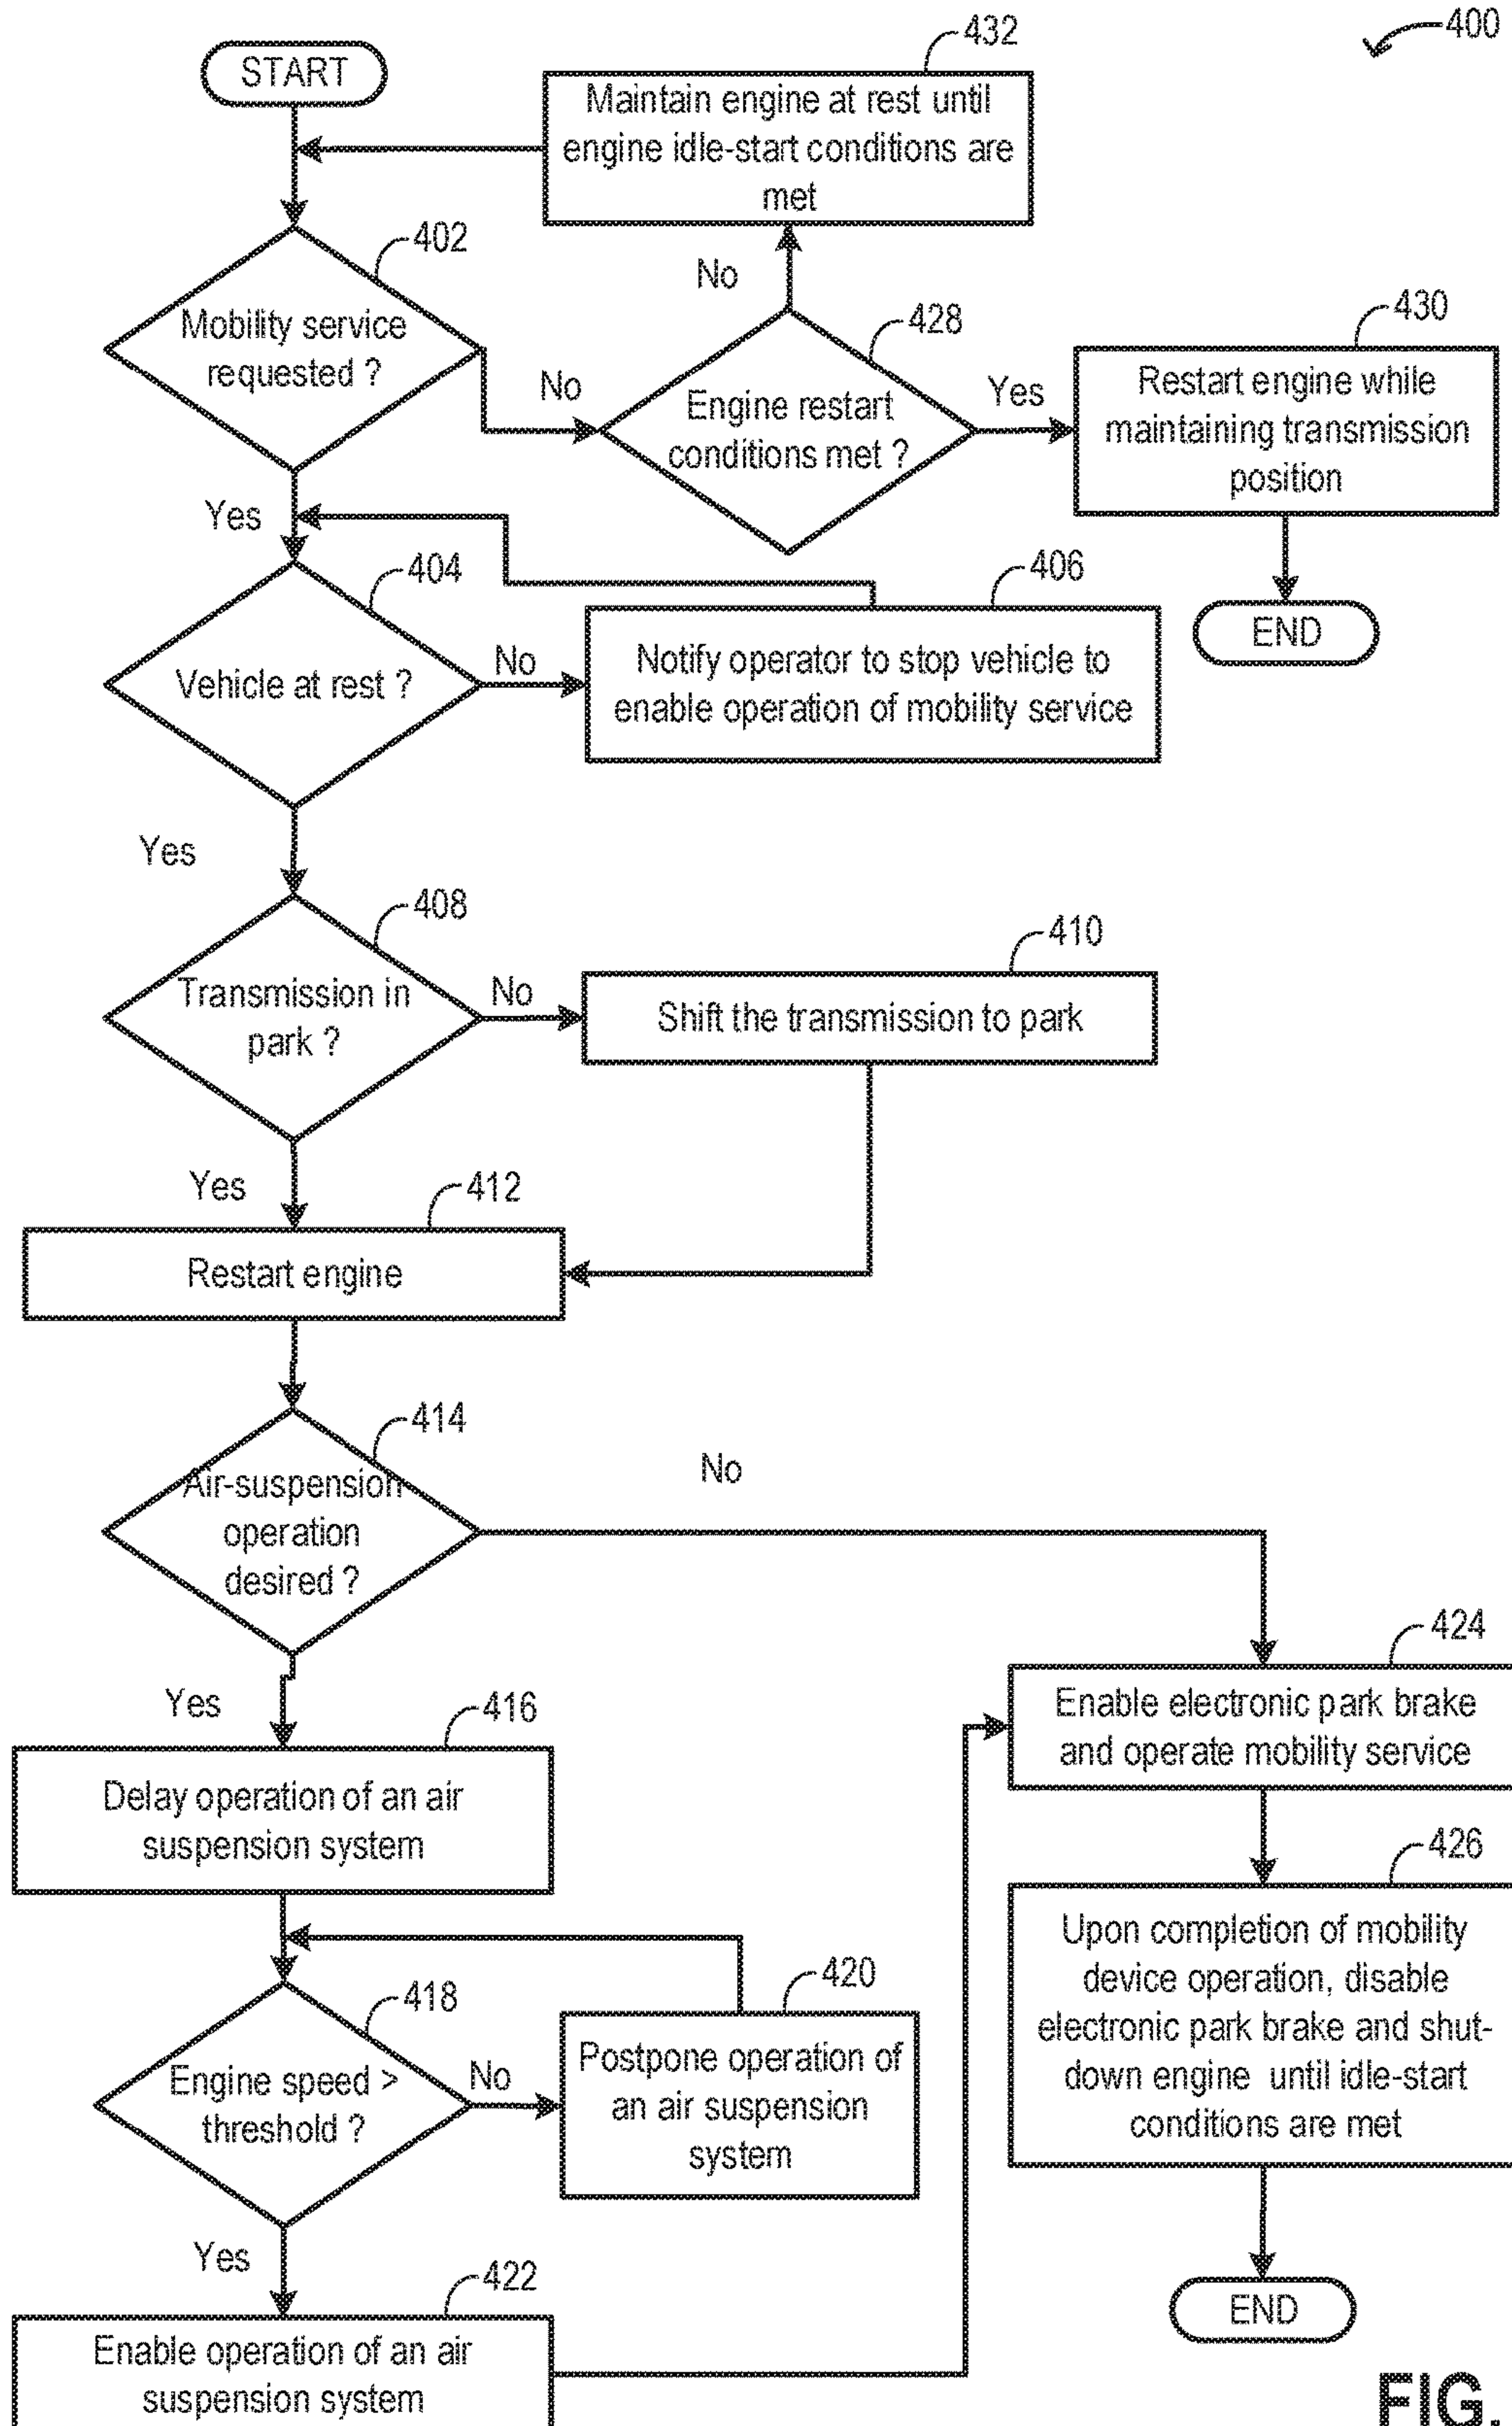 400
START
432
Maintain engine at rest until
engine idle-start conditions are
met
402
Mobility service
requested ?
No
No
428
Engine restart
conditions met ?
Yes
430
Restart engine while
maintaining transmission
position
END
Yes
404
Vehicle at rest ?
No
406
Notify operator to stop vehicle to
enable operation of mobility service
Yes
408
Transmission in
park ?
No
410
Shift the transmission to park
Yes
412
Restart engine
414
Air-suspension
operation
desired ?
No
Yes
416
Delay operation of an air
suspension system
418
Engine speed >
threshold ?
No
420
Postpone operation of
an air suspension
system
Yes
422
Enable operation of an air
suspension system
424
Enable electronic park brake
and operate mobility service
426
Upon completion of mobility
device operation, disable
electronic park brake and shut-
down engine until idle-start
conditions are met
END
FIG.